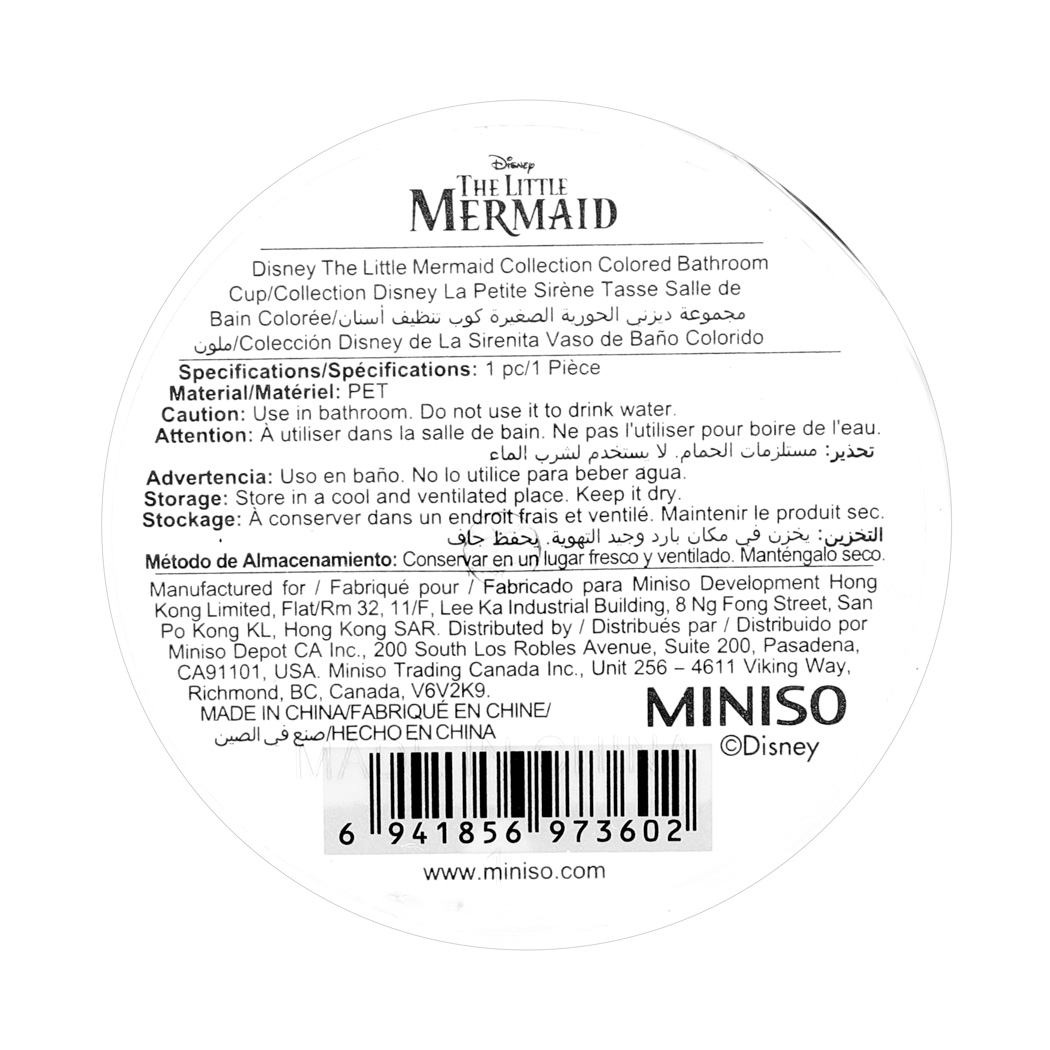 Disney
THE LITTLE
MERMAID
Disney The Little Mermaid Collection Colored Bathroom
Cup/Collection Disney La Petite Sirène Tasse Salle de
Bain Colorée/مجموعة ديزني الحورية الصغيرة كوب تنظيف أسنان
ملون/Colección Disney de La Sirenita Vaso de Baño Colorido
Specifications/Spécifications: 1 pc/1 Pièce
Material/Matériel: PET
Caution: Use in bathroom. Do not use it to drink water.
Attention: À utiliser dans la salle de bain. Ne pas l'utiliser pour boire de l'eau.
تحذير: مستلزمات الحمام. لا يستخدم لشرب الماء
Advertencia: Uso en baño. No lo utilice para beber agua.
Storage: Store in a cool and ventilated place. Keep it dry.
Stockage: À conserver dans un endroit frais et ventilé. Maintenir le produit sec.
التخزين: يخزن في مكان بارد وجيد التهوية. يحفظ جاف
Método de Almacenamiento: Conservar en un lugar fresco y ventilado. Manténgalo seco.
Manufactured for / Fabriqué pour / Fabricado para Miniso Development Hong
Kong Limited, Flat/Rm 32, 11/F, Lee Ka Industrial Building, 8 Ng Fong Street, San
Po Kong KL, Hong Kong SAR. Distributed by / Distribués par / Distribuido por
Miniso Depot CA Inc., 200 South Los Robles Avenue, Suite 200, Pasadena,
CA91101, USA. Miniso Trading Canada Inc., Unit 256 – 4611 Viking Way,
Richmond, BC, Canada, V6V2K9.
MADE IN CHINA/FABRIQUÉ EN CHINE/
صنع في الصين/HECHO EN CHINA
MINISO
©Disney
MADE IN CHINA
6 941856 973602
www.miniso.com